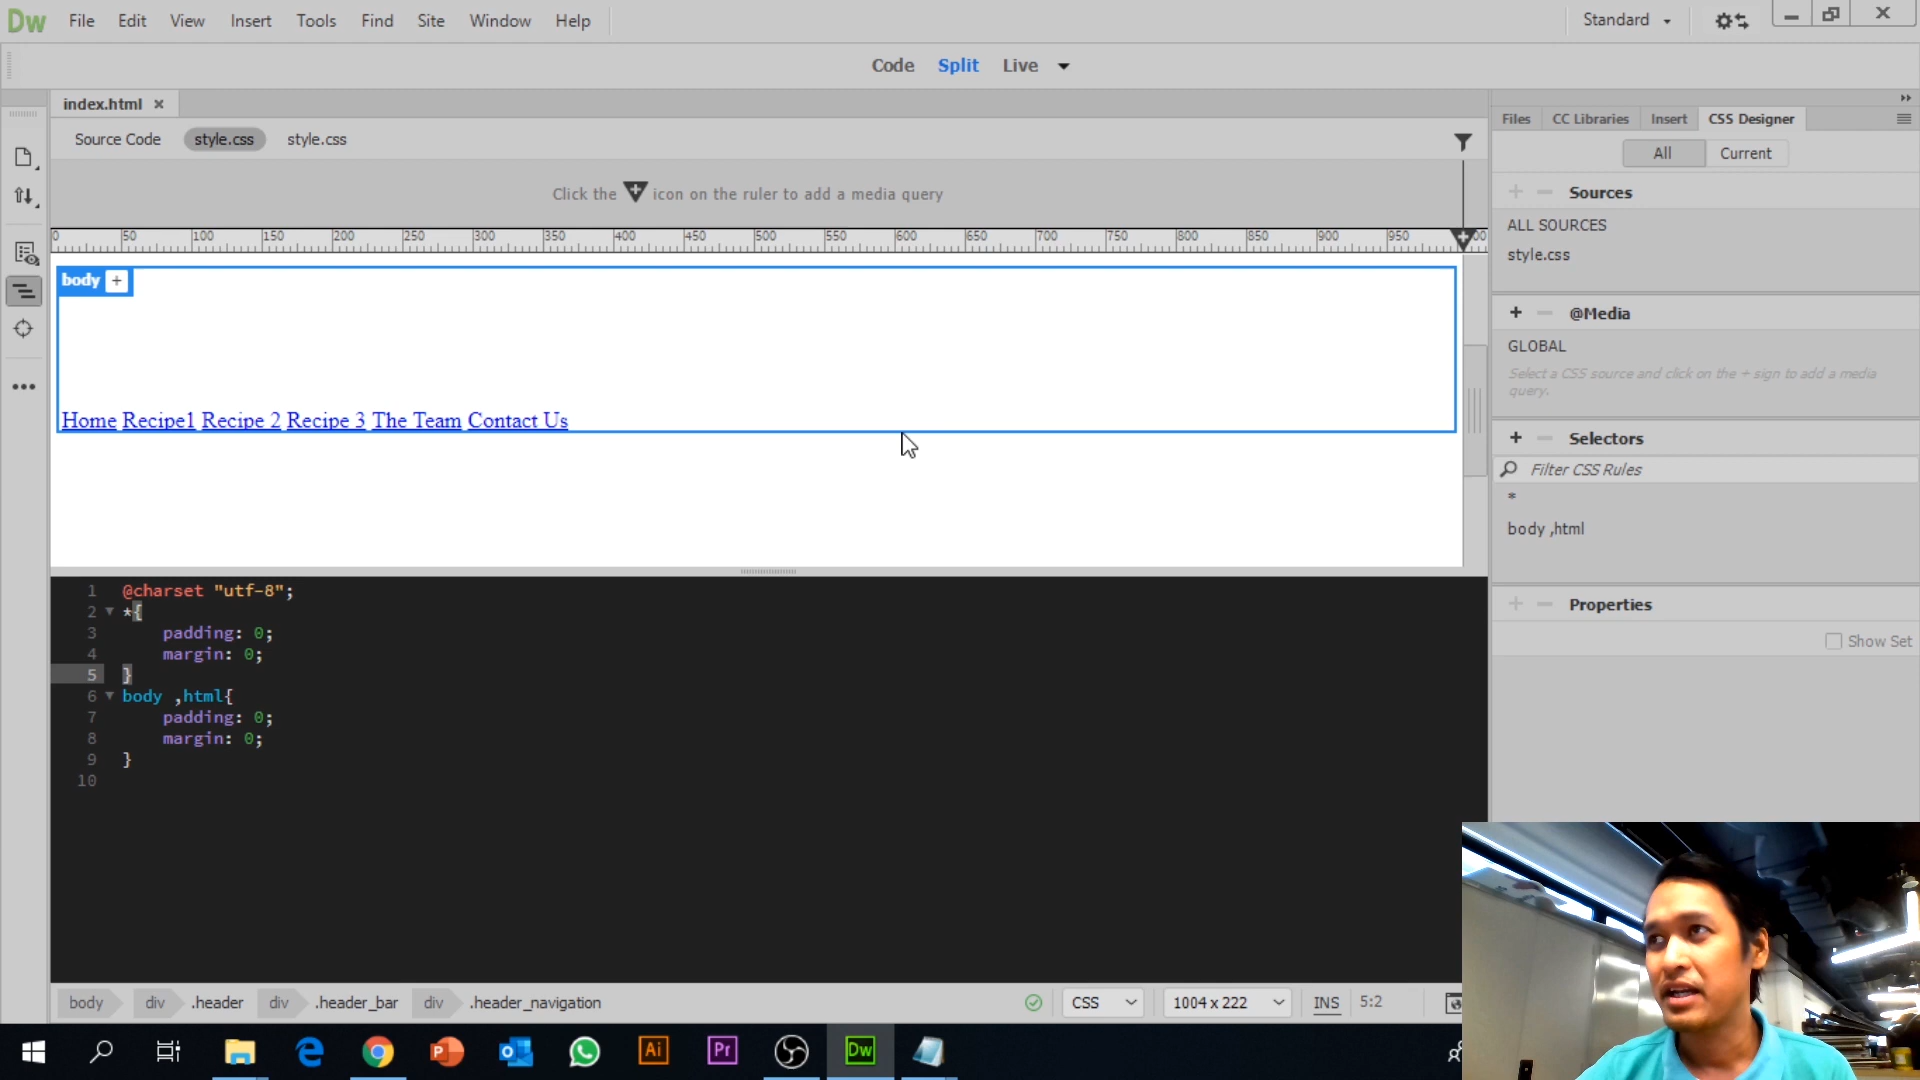 Dw File Edit View Insert Tools Find Site Window Help Standard
Code Split Live
index.html
Source Code style.css style.css
Click the icon on the ruler to add a media query
0 50 100 150 200 250 300 350 400 450 500 550 600 650 700 750 800 850 900 950 00
body +
Home Recipe1 Recipe 2 Recipe 3 The Team Contact Us
1 @charset "utf-8";
2 *{
3 padding: 0;
4 margin: 0;
5 }
6 body ,html{
7 padding: 0;
8 margin: 0;
9 }
10
body div .header div .header_bar div .header_navigation CSS 1004 x 222 INS 5:2
Files CC Libraries Insert CSS Designer
All Current
+ − Sources
ALL SOURCES
style.css
+ − @Media
GLOBAL
Select a CSS source and click on the + sign to add a media
query.
+ − Selectors
Filter CSS Rules
*
body ,html
+ − Properties
Show Set
Ai Pr Dw